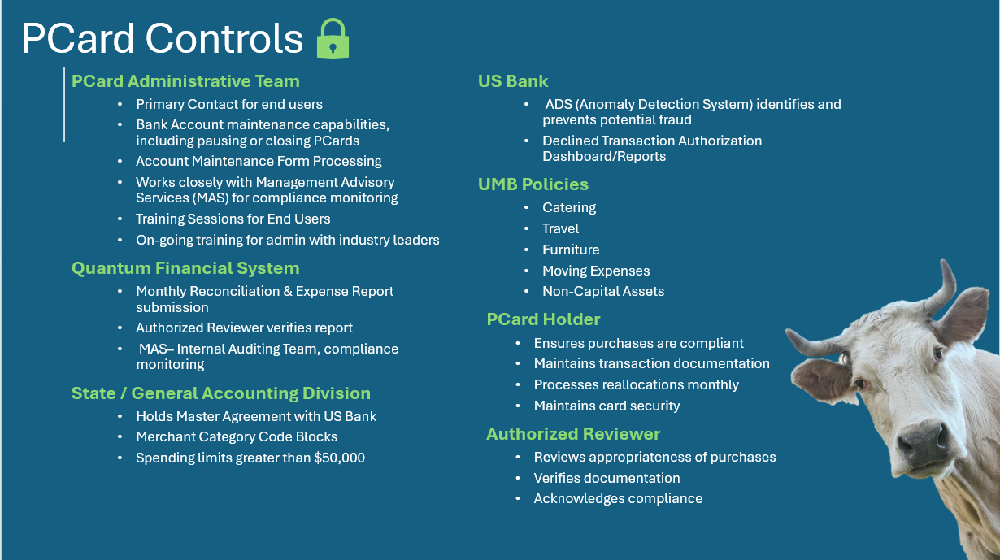 PCard Controls
PCard Administrative Team
• Primary Contact for end users
• Bank Account maintenance capabilities,
including pausing or closing PCards
• Account Maintenance Form Processing
• Works closely with Management Advisory
Services (MAS) for compliance monitoring
• Training Sessions for End Users
• On-going training for admin with industry leaders
Quantum Financial System
• Monthly Reconciliation & Expense Report
submission
• Authorized Reviewer verifies report
• MAS– Internal Auditing Team, compliance
monitoring
State / General Accounting Division
• Holds Master Agreement with US Bank
• Merchant Category Code Blocks
• Spending limits greater than $50,000
US Bank
• ADS (Anomaly Detection System) identifies and
prevents potential fraud
• Declined Transaction Authorization
Dashboard/Reports
UMB Policies
• Catering
• Travel
• Furniture
• Moving Expenses
• Non-Capital Assets
PCard Holder
• Ensures purchases are compliant
• Maintains transaction documentation
• Processes reallocations monthly
• Maintains card security
Authorized Reviewer
• Reviews appropriateness of purchases
• Verifies documentation
• Acknowledges compliance